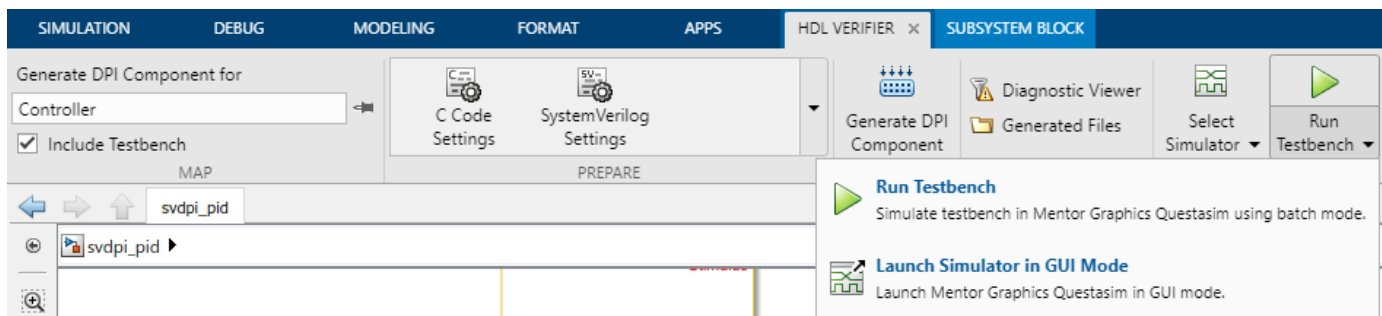 SIMULATION DEBUG MODELING FORMAT APPS HDL VERIFIER × SUBSYSTEM BLOCK
Generate DPI Component for
Controller
Include Testbench
MAP
C Code
Settings
SystemVerilog
Settings
PREPARE
Generate DPI
Component
Diagnostic Viewer
Generated Files
Select
Simulator
Run
Testbench
Run Testbench
Simulate testbench in Mentor Graphics Questasim using batch mode.
Launch Simulator in GUI Mode
Launch Mentor Graphics Questasim in GUI mode.
svdpi_pid
svdpi_pid